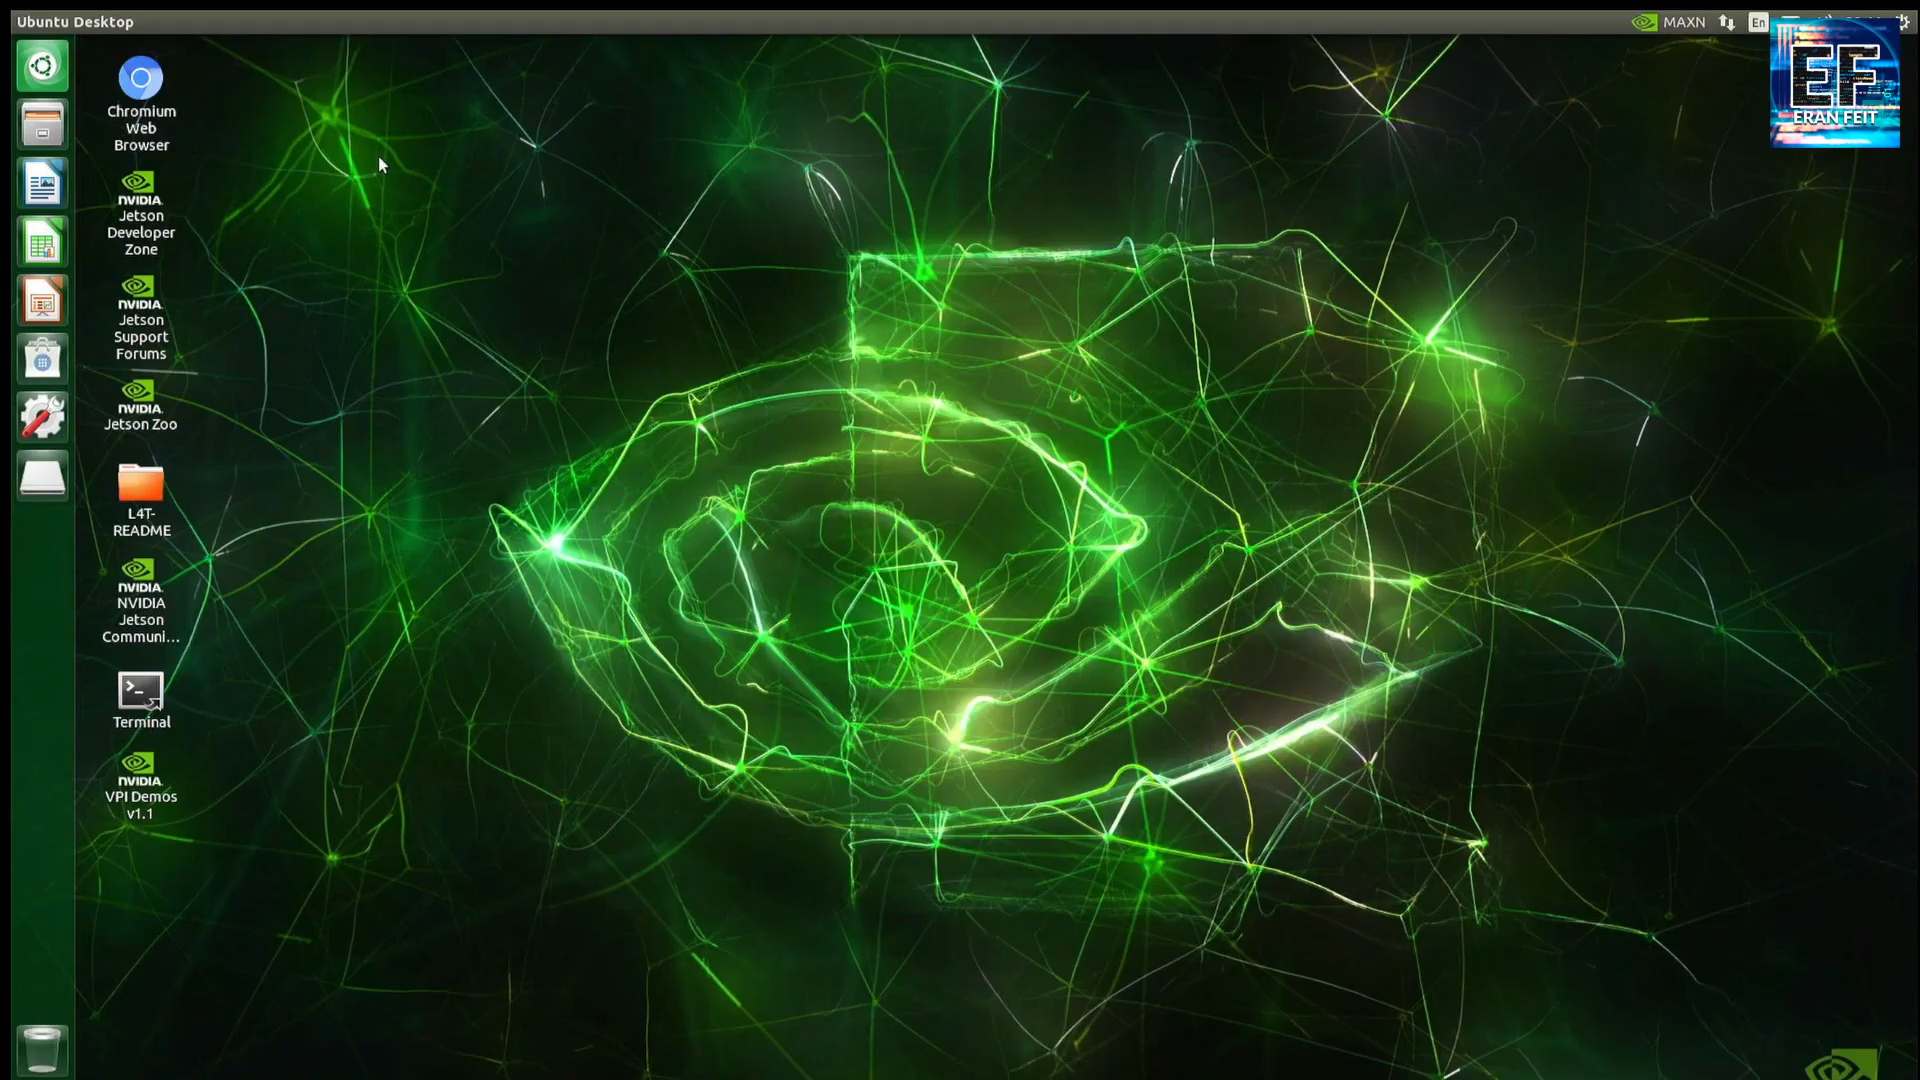 Ubuntu Desktop
MAXN
En
EF
ERAN FEIT
Chromium
Web
Browser
NVIDIA.
Jetson
Developer
Zone
NVIDIA.
Jetson
Support
Forums
NVIDIA.
Jetson Zoo
L4T-
README
NVIDIA.
NVIDIA
Jetson
Communi...
>_
Terminal
NVIDIA.
VPI Demos
v1.1